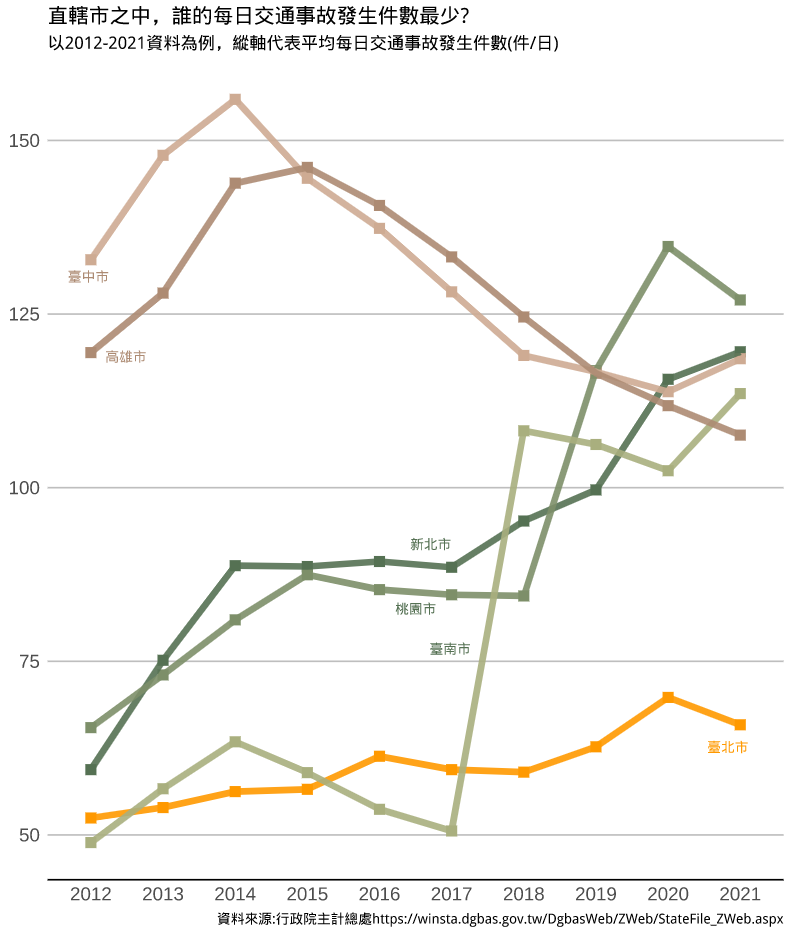 直轄市之中，誰的每日交通事故發生件數最少?
以2012-2021資料為例，縱軸代表平均每日交通事故發生件數(件/日)
150
臺中市
125
高雄市
100
新北市
桃園市
臺南市
75
臺北市
50
2012 2013 2014 2015 2016 2017 2018 2019 2020 2021
資料來源:行政院主計總處https://winsta.dgbas.gov.tw/DgbasWeb/ZWeb/StateFile_ZWeb.aspx